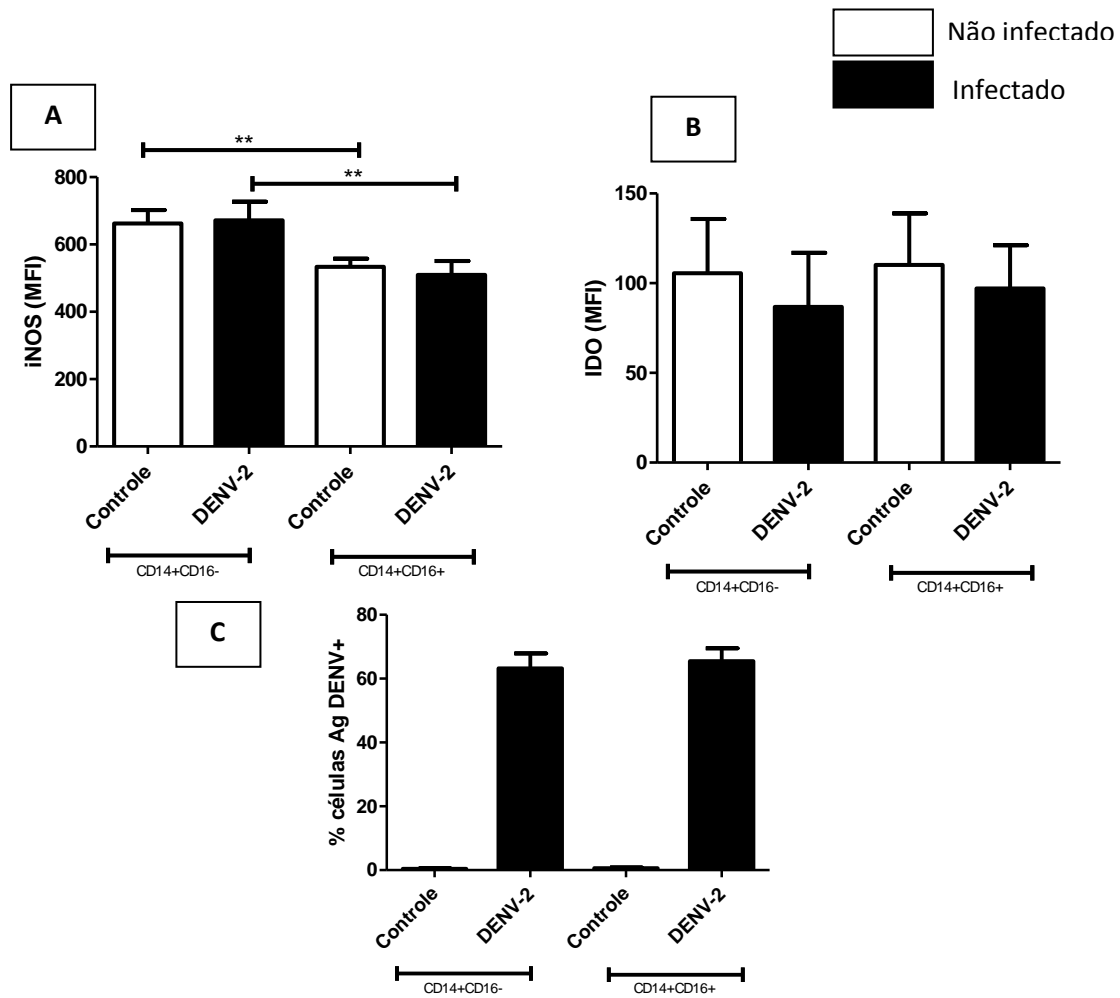 Não infectado
Infectado
A
**
**
iNOS (MFI)
800
600
400
200
0
Controle
DENV-2
Controle
DENV-2
CD14+CD16-
CD14+CD16+
B
IDO (MFI)
150
100
50
0
Controle
DENV-2
Controle
DENV-2
CD14+CD16-
CD14+CD16+
C
% células Ag DENV+
80
60
40
20
0
Controle
DENV-2
Controle
DENV-2
CD14+CD16-
CD14+CD16+